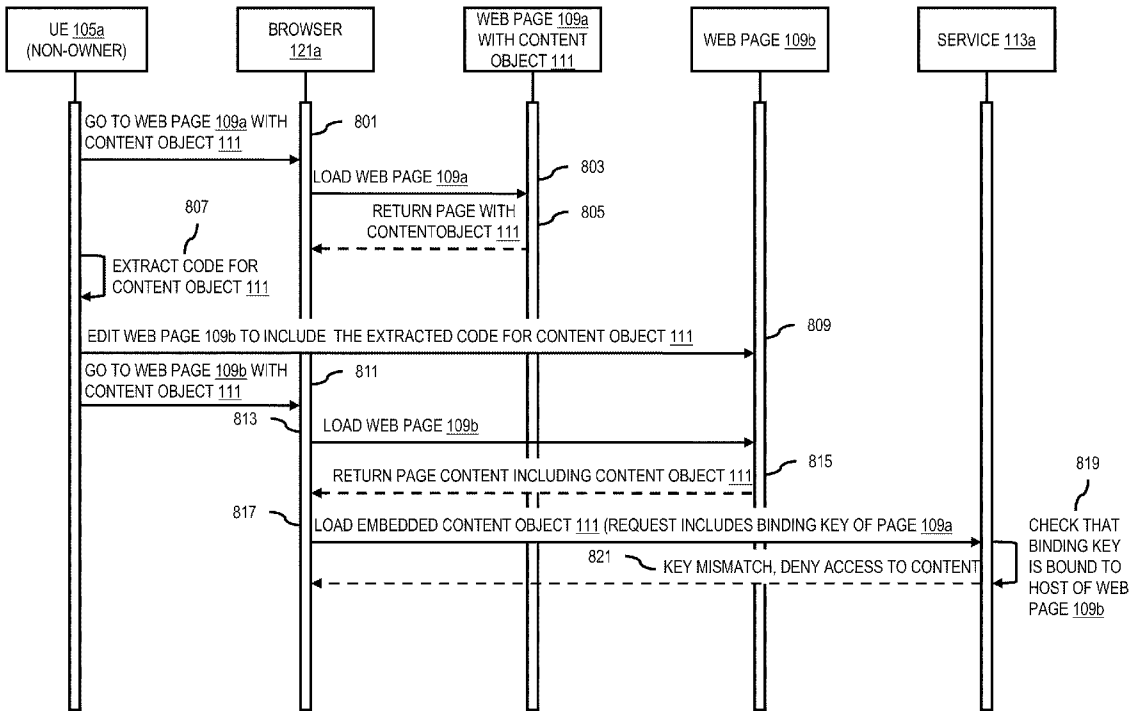 UE 105a
(NON-OWNER)
BROWSER
121a
WEB PAGE 109a
WITH CONTENT
OBJECT 111
WEB PAGE 109b
SERVICE 113a
GO TO WEB PAGE 109a WITH
CONTENT OBJECT 111
801
LOAD WEB PAGE 109a
803
RETURN PAGE WITH
CONTENTOBJECT 111
805
807
EXTRACT CODE FOR
CONTENT OBJECT 111
EDIT WEB PAGE 109b TO INCLUDE THE EXTRACTED CODE FOR CONTENT OBJECT 111
809
GO TO WEB PAGE 109b WITH
CONTENT OBJECT 111
811
813
LOAD WEB PAGE 109b
RETURN PAGE CONTENT INCLUDING CONTENT OBJECT 111
815
817
LOAD EMBEDDED CONTENT OBJECT 111 (REQUEST INCLUDES BINDING KEY OF PAGE 109a
819
CHECK THAT
BINDING KEY
IS BOUND TO
HOST OF WEB
PAGE 109b
821
KEY MISMATCH, DENY ACCESS TO CONTENT